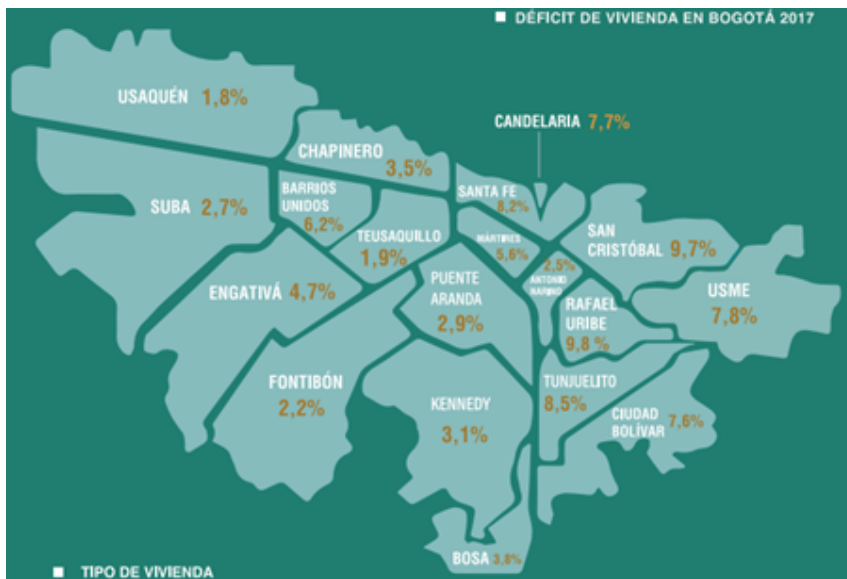 DÉFICIT DE VIVIENDA EN BOGOTÁ 2017
USAQUÉN 1,8%
CANDELARIA 7,7%
CHAPINERO
3,5%
SANTA FE
8,2%
BARRIOS
UNIDOS
6,2%
SUBA 2,7%
TEUSAQUILLO
1,9%
MÁRTIRES
5,6%
SAN
CRISTÓBAL 9,7%
2,5%
ANTONIO
NARIÑO
ENGATIVÁ 4,7%
PUENTE
ARANDA
2,9%
RAFAEL
URIBE
9,8 %
USME
7,8%
FONTIBÓN
2,2%
KENNEDY
3,1%
TUNJUELITO
8,5%
CIUDAD
BOLÍVAR 7,6%
BOSA 3,8%
TIPO DE VIVIENDA